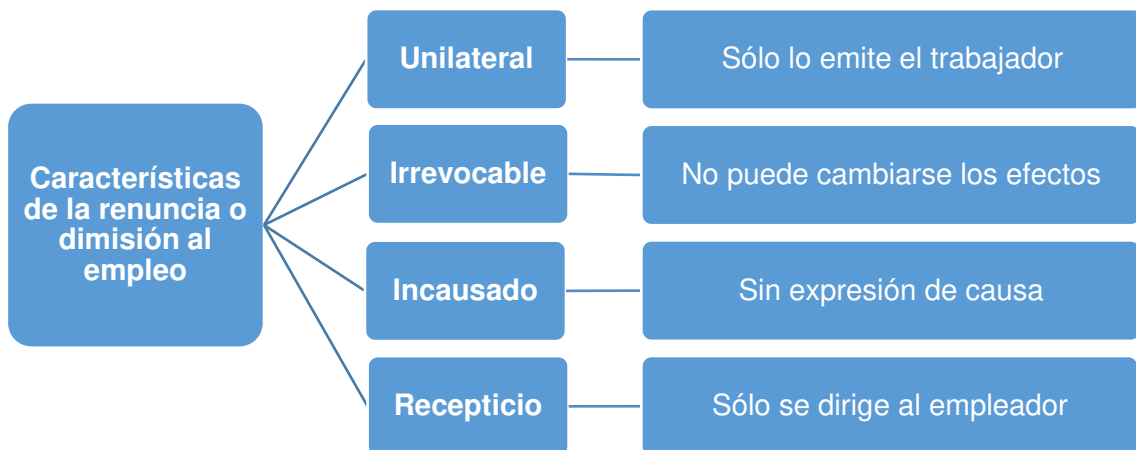 Característícas
de la renuncia o
dimisión al
empleo
Unilateral
Sólo lo emite el trabajador
Irrevocable
No puede cambiarse los efectos
Incausado
Sin expresión de causa
Recepticio
Sólo se dirige al empleador